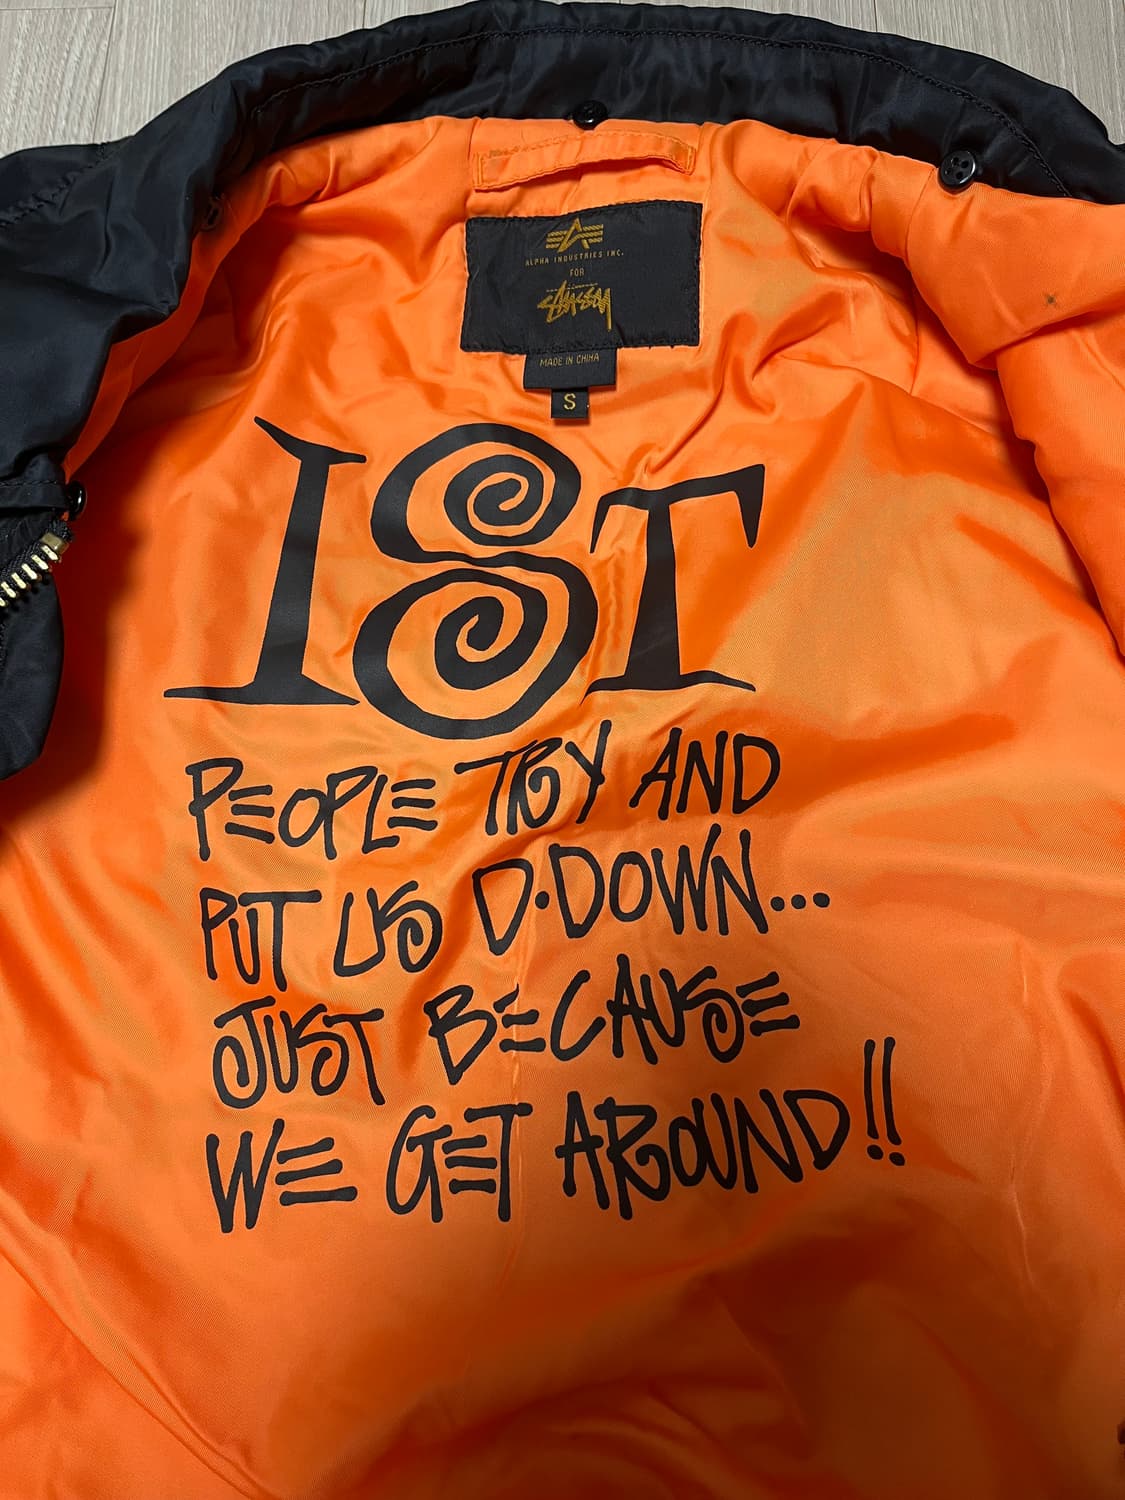 ALPHA INDUSTRIES INC.
FOR
STÜSSY
MADE IN CHINA
S
IST
PEOPLE TRY AND
PUT US D·DOWN...
JUST BECAUSE
WE GET AROUND!!